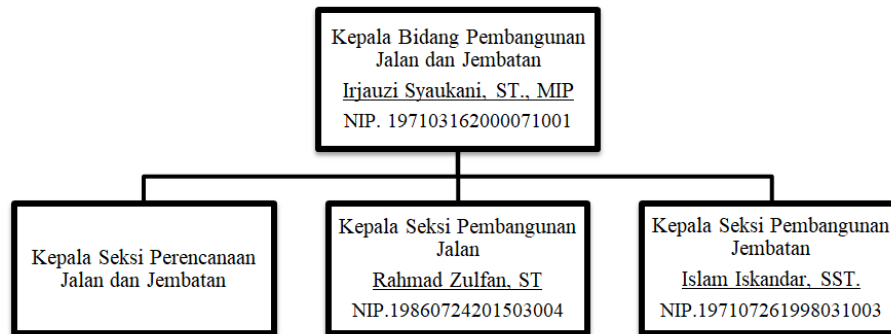 Kepala Bidang Pembangunan
Jalan dan Jembatan
Irjauzi Syaukani, ST., MIP
NIP. 197103162000071001
Kepala Seksi Perencanaan
Jalan dan Jembatan
Kepala Seksi Pembangunan
Jalan
Rahmad Zulfan, ST
NIP.19860724201503004
Kepala Seksi Pembangunan
Jembatan
Islam Iskandar, SST.
NIP.197107261998031003